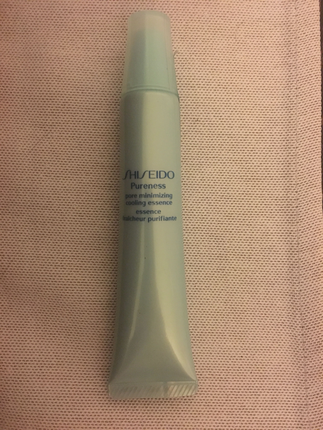 SHISEIDO
Pureness
pore minimizing
cooling essence
essence
fraîcheur purifiante